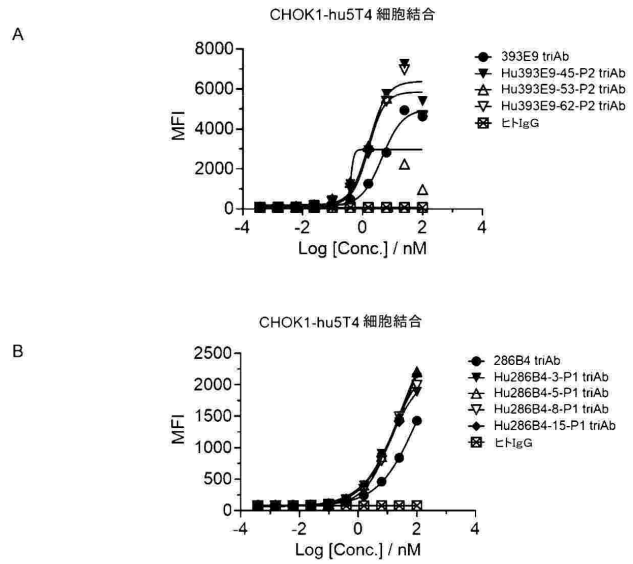 A
CHOK1-hu5T4 細胞結合
8000
6000
4000
2000
0
MFI
-4 -2 0 2 4
Log [Conc.] / nM
393E9 triAb
Hu393E9-45-P2 triAb
Hu393E9-53-P2 triAb
Hu393E9-62-P2 triAb
ヒトIgG
B
CHOK1-hu5T4 細胞結合
2500
2000
1500
1000
500
0
MFI
-4 -2 0 2 4
Log [Conc.] / nM
286B4 triAb
Hu286B4-3-P1 triAb
Hu286B4-5-P1 triAb
Hu286B4-8-P1 triAb
Hu286B4-15-P1 triAb
ヒトIgG